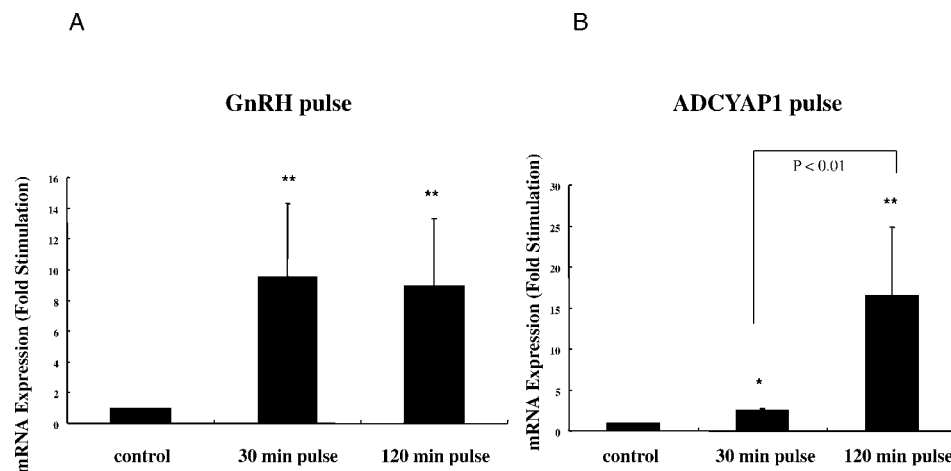 A
GnRH pulse
mRNA Expression (Fold Stimulation)
16
14
12
10
8
6
4
2
0
**
**
control
30 min pulse
120 min pulse
B
ADCYAP1 pulse
P < 0.01
mRNA Expression (Fold Stimulation)
30
25
20
15
10
5
0
*
**
control
30 min pulse
120 min pulse